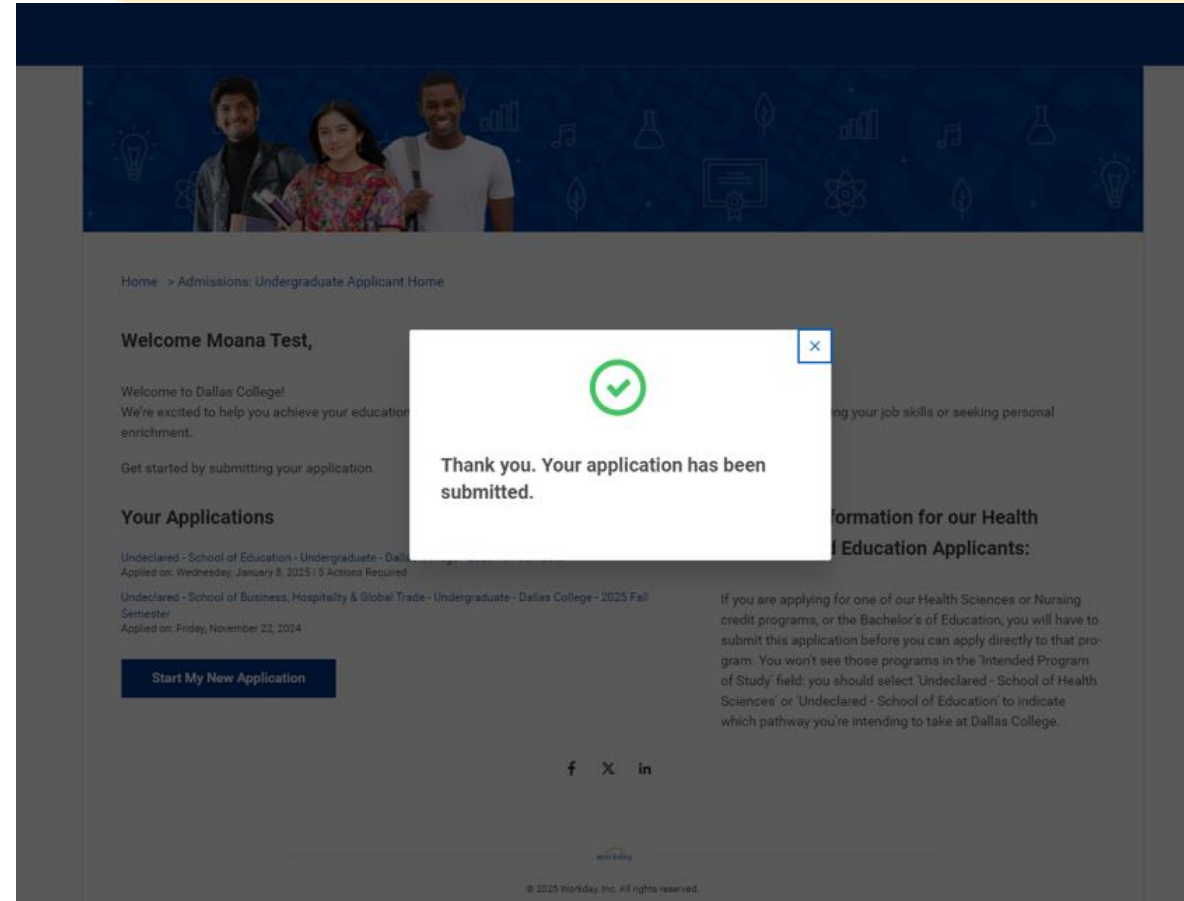 Home > Admissions: Undergraduate Applicant Home
Welcome Moana Test,
Welcome to Dallas College!
We're excited to help you achieve your education
ng your job skills or seeking personal
enrichment.
Get started by submitting your application.
Thank you. Your application has been
submitted.
Your Applications
Undeclared - School of Education - Undergraduate - Dalla
Applied on: Wednesday, January 8, 2025 | 5 Actions Required
Undeclared - School of Business, Hospitality & Global Trade - Undergraduate - Dallas College - 2025 Fall
Semester
Applied on: Friday, November 22, 2024
Start My New Application
formation for our Health
d Education Applicants:
If you are applying for one of our Health Sciences or Nursing
credit programs, or the Bachelor's of Education, you will have to
submit this application before you can apply directly to that pro-
gram. You won't see those programs in the 'Intended Program
of Study' field: you should select 'Undeclared - School of Health
Sciences' or 'Undeclared - School of Education' to indicate
which pathway you're intending to take at Dallas College.
workday
© 2025 Workday, Inc. All rights reserved.